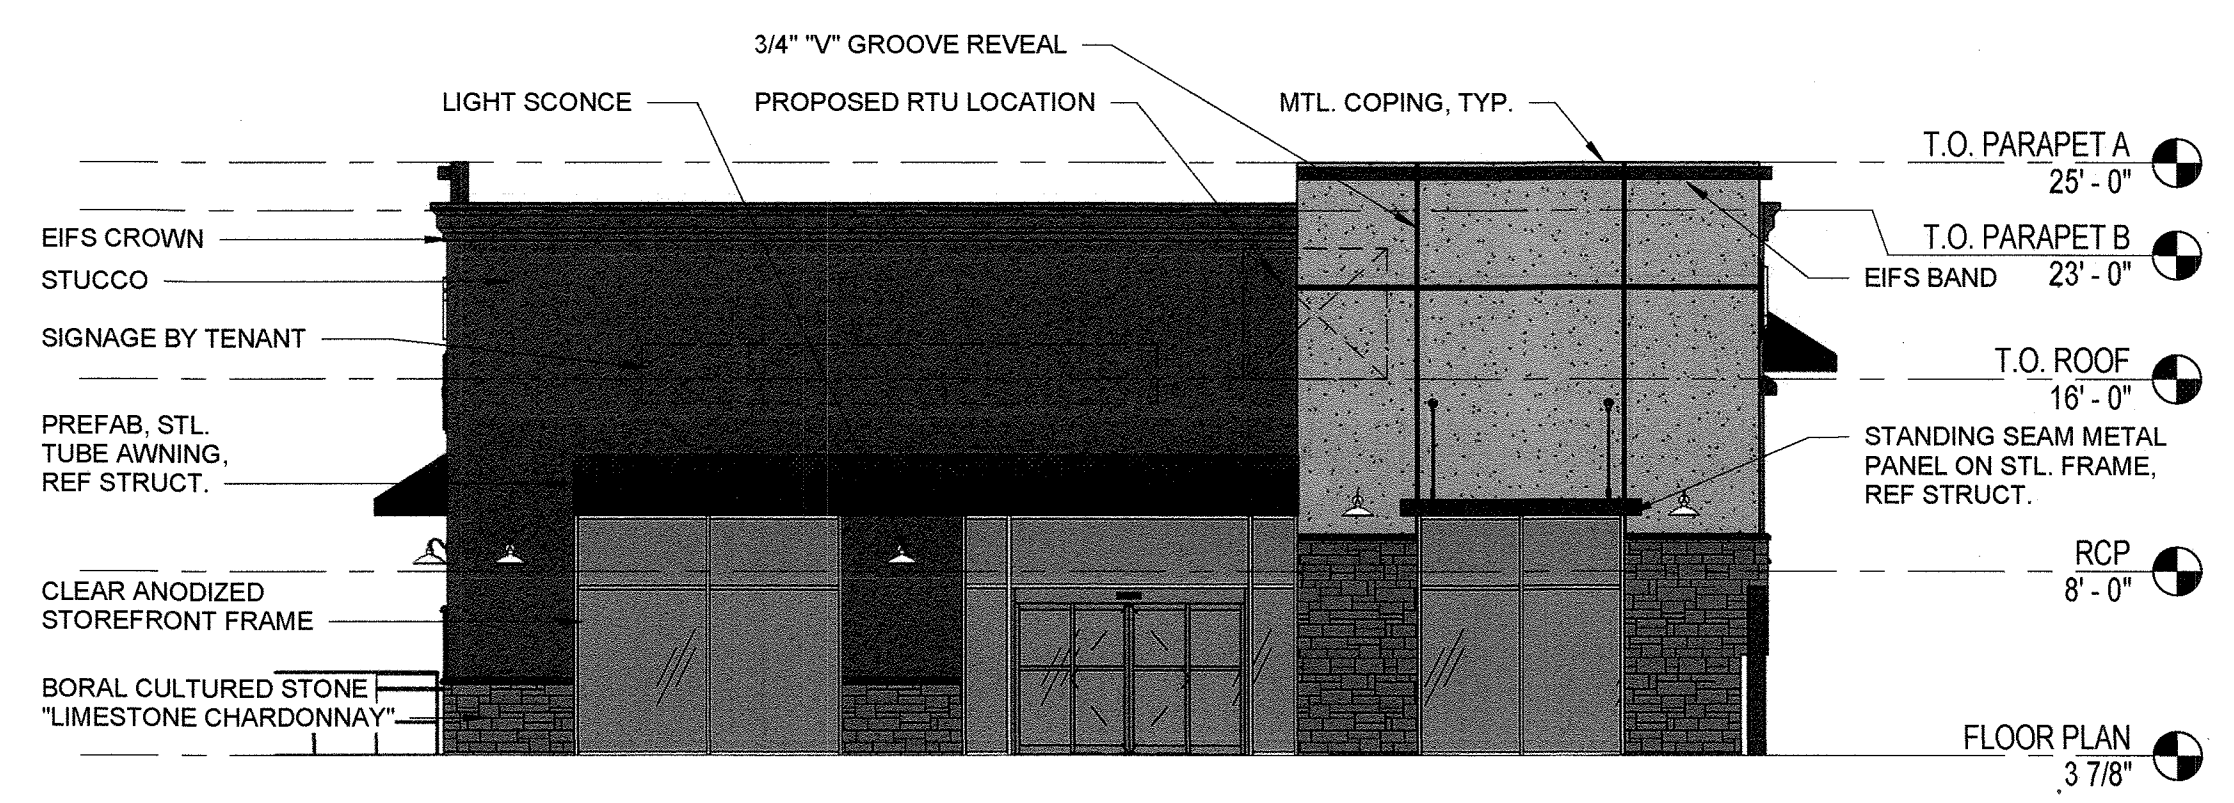 3/4" "V" GROOVE REVEAL
LIGHT SCONCE
PROPOSED RTU LOCATION
MTL. COPING, TYP.
T.O. PARAPET A
25' - 0"
EIFS CROWN
T.O. PARAPET B
23' - 0"
STUCCO
EIFS BAND
SIGNAGE BY TENANT
T.O. ROOF
16' - 0"
PREFAB, STL.
TUBE AWNING,
REF STRUCT.
STANDING SEAM METAL
PANEL ON STL. FRAME,
REF STRUCT.
RCP
8' - 0"
CLEAR ANODIZED
STOREFRONT FRAME
BORAL CULTURED STONE
"LIMESTONE CHARDONNAY"
FLOOR PLAN
3 7/8"